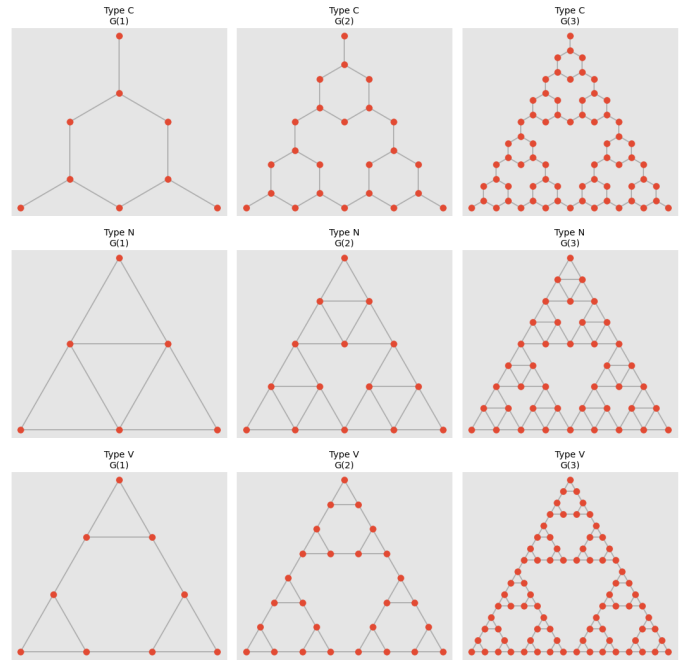 Type C
G(1)
Type C
G(2)
Type C
G(3)
Type N
G(1)
Type N
G(2)
Type N
G(3)
Type V
G(1)
Type V
G(2)
Type V
G(3)